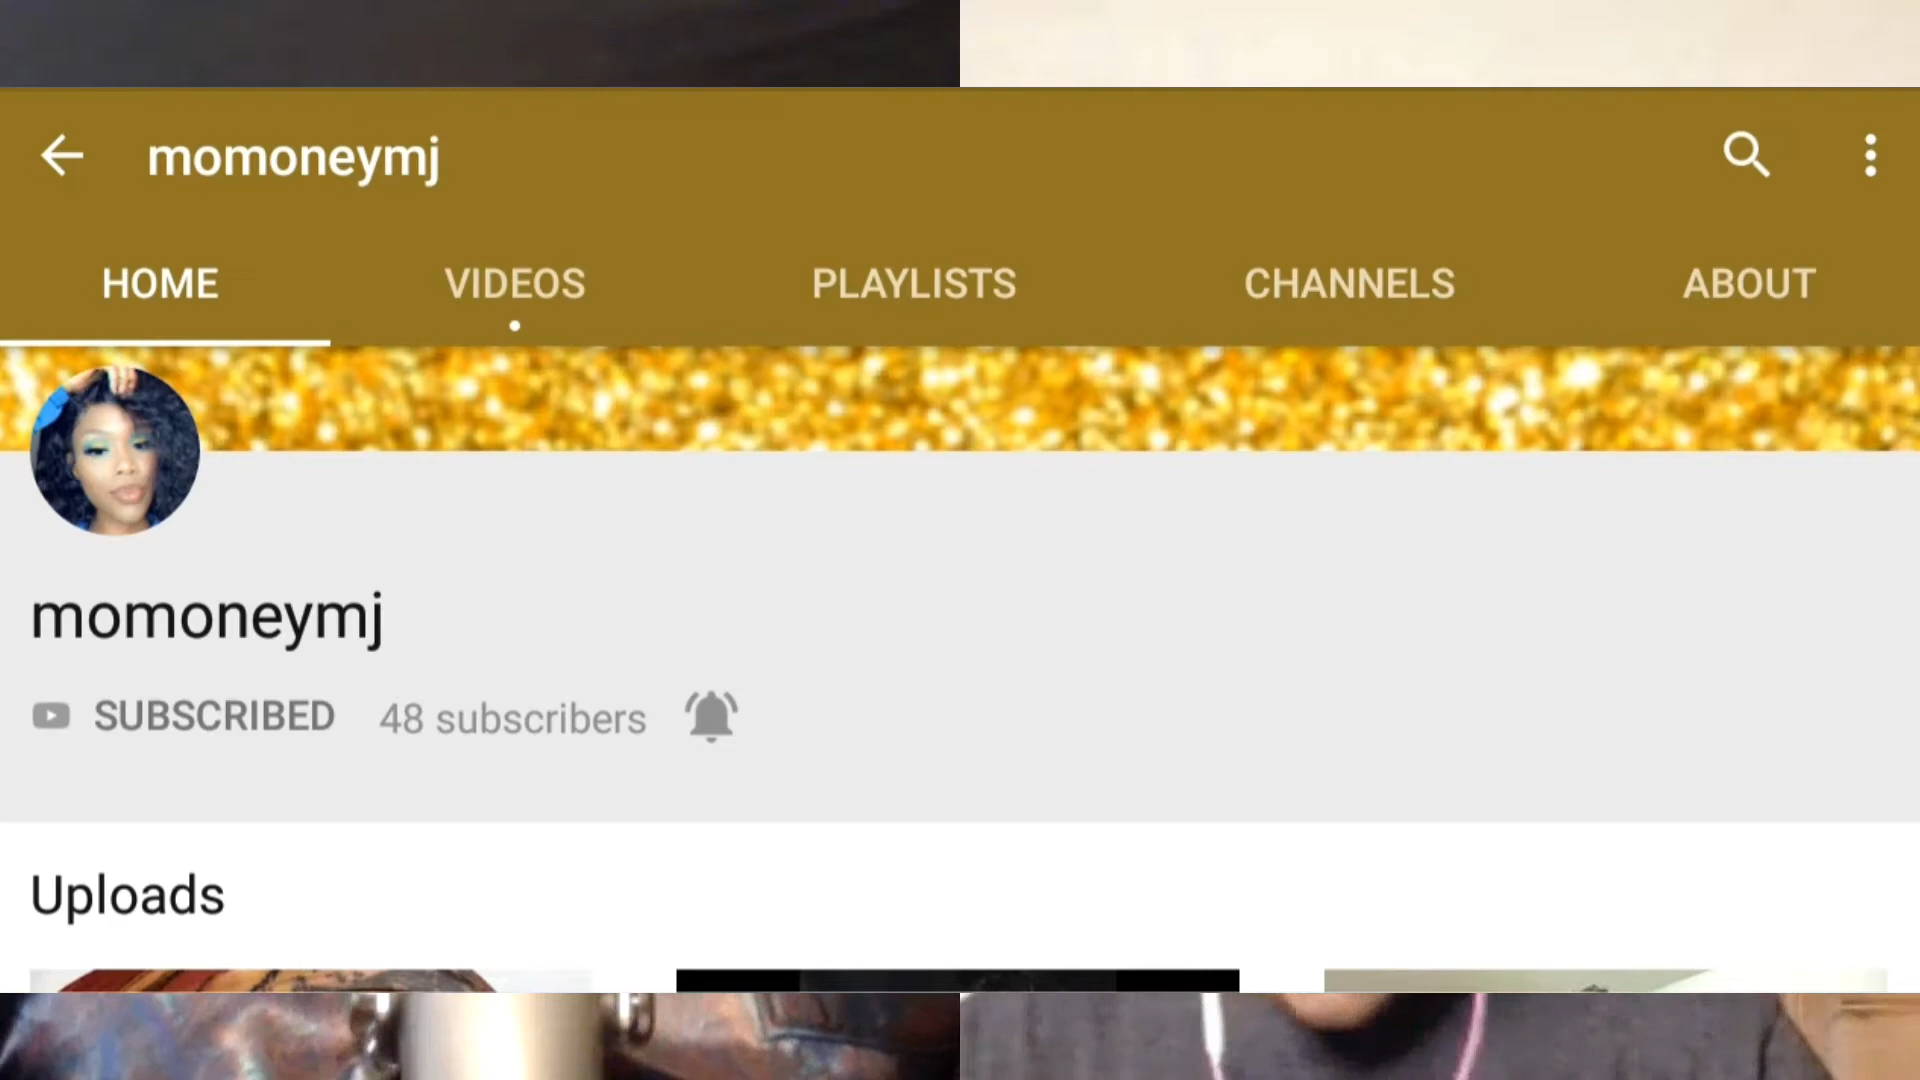 momoneymj
HOME VIDEOS PLAYLISTS CHANNELS ABOUT
momoneymj
SUBSCRIBED 48 subscribers
Uploads